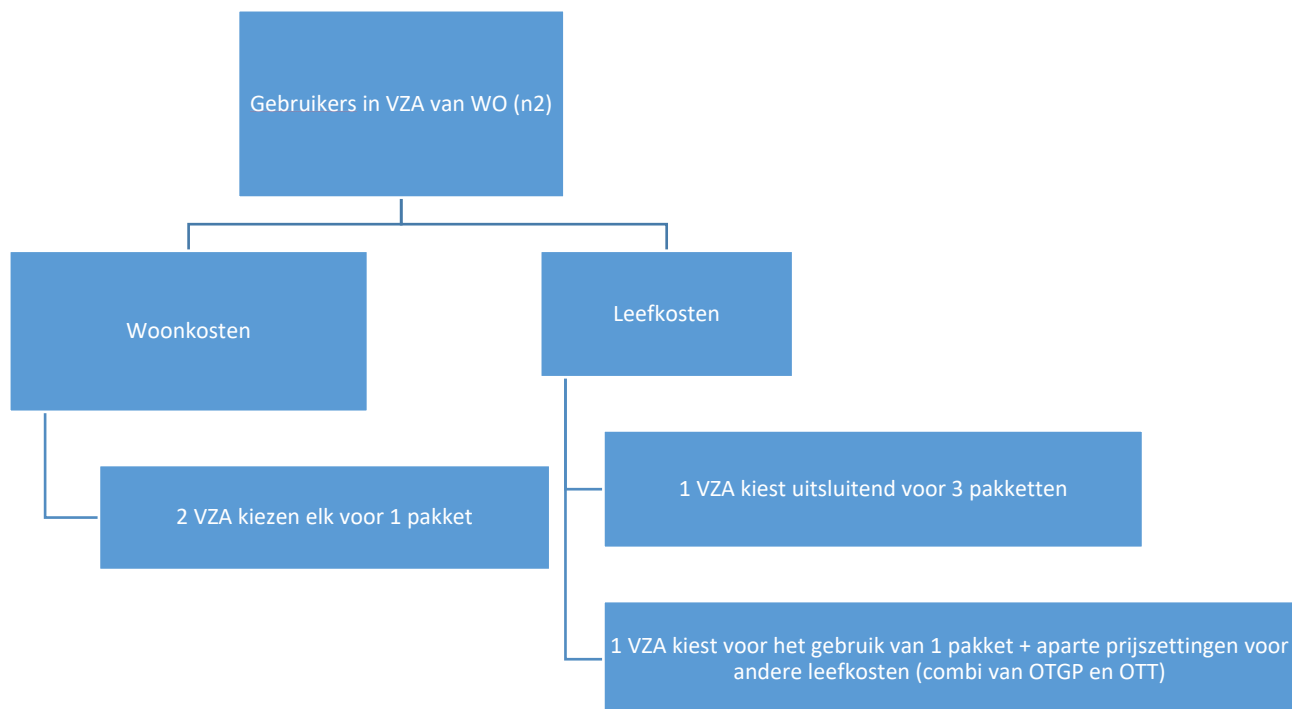 Gebruikers in VZA van WO (n2)
Woonkosten
Leefkosten
2 VZA kiezen elk voor 1 pakket
1 VZA kiest uitsluitend voor 3 pakketten
1 VZA kiest voor het gebruik van 1 pakket + aparte prijszettingen voor
andere leefkosten (combi van OTGP en OTT)